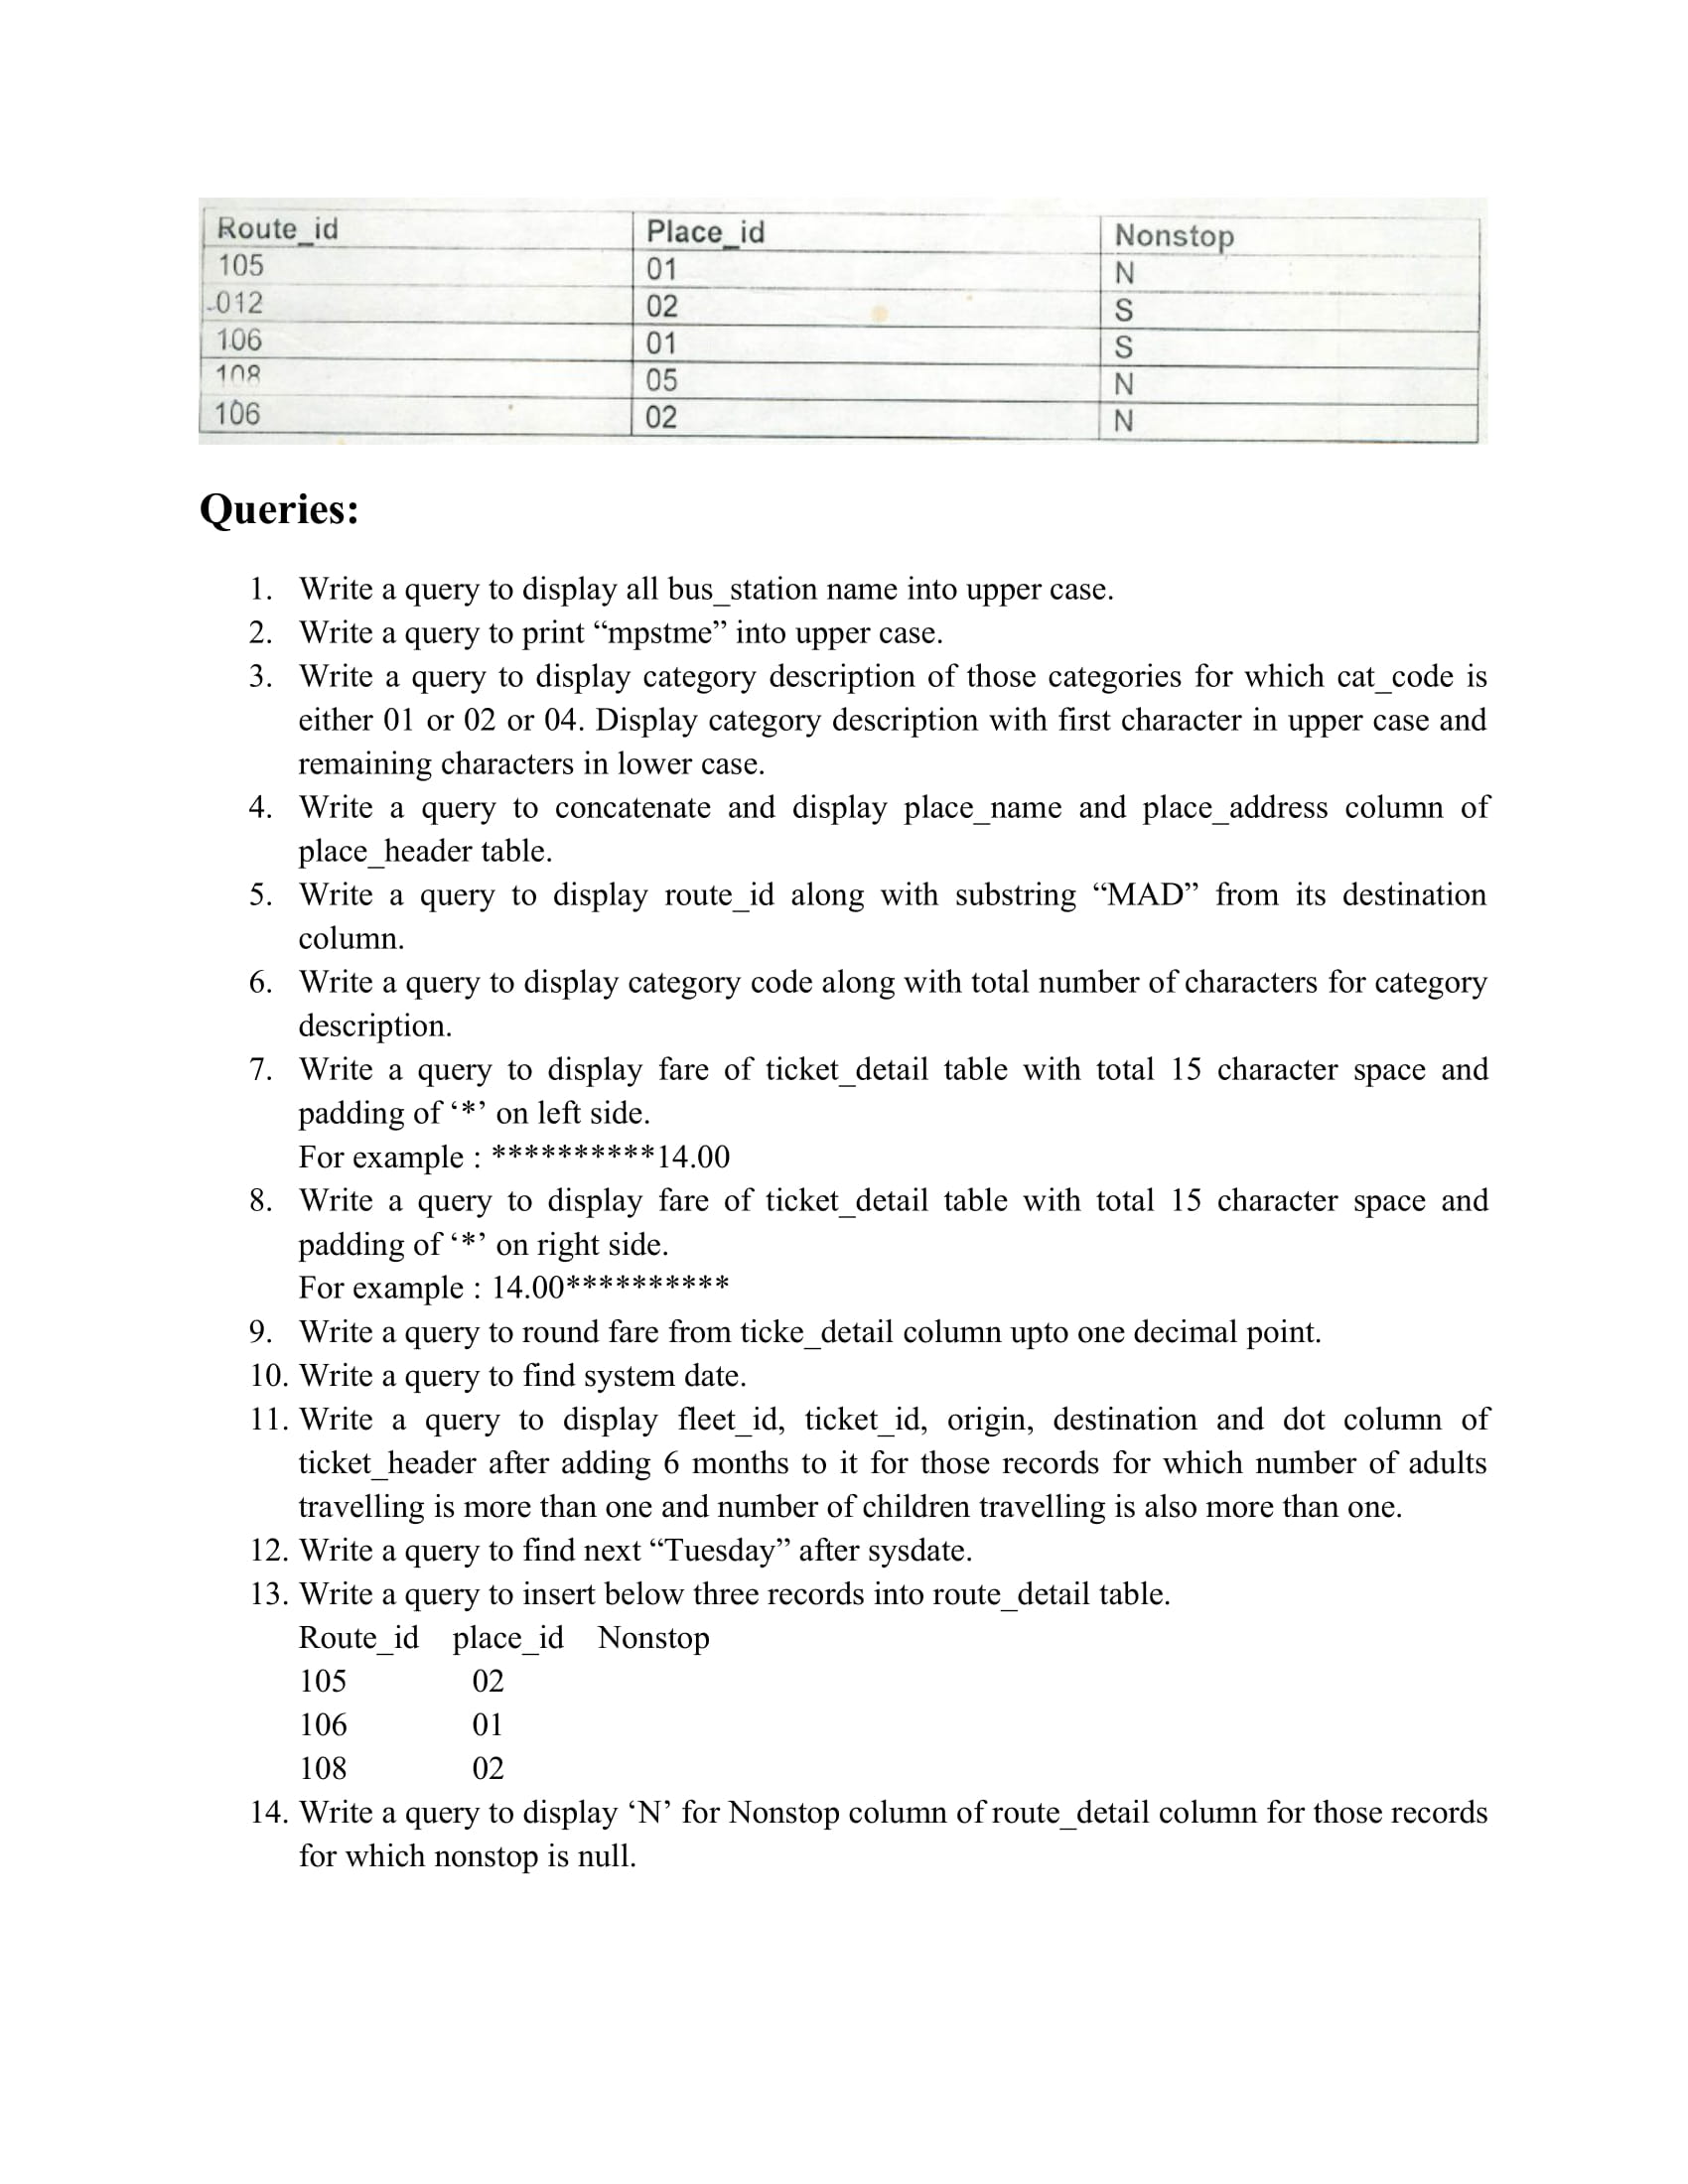 Route_id Place_id Nonstop
105 01 N
-012 02 S
106 01 S
108 05 N
106 02 N
Queries:
1. Write a query to display all bus_station name into upper case.
2. Write a query to print “mpstme” into upper case.
3. Write a query to display category description of those categories for which cat_code is
either 01 or 02 or 04. Display category description with first character in upper case and
remaining characters in lower case.
4. Write a query to concatenate and display place_name and place_address column of
place_header table.
5. Write a query to display route_id along with substring “MAD” from its destination
column.
6. Write a query to display category code along with total number of characters for category
description.
7. Write a query to display fare of ticket_detail table with total 15 character space and
padding of ‘*’ on left side.
For example : **********14.00
8. Write a query to display fare of ticket_detail table with total 15 character space and
padding of ‘*’ on right side.
For example : 14.00**********
9. Write a query to round fare from ticke_detail column upto one decimal point.
10. Write a query to find system date.
11. Write a query to display fleet_id, ticket_id, origin, destination and dot column of
ticket_header after adding 6 months to it for those records for which number of adults
travelling is more than one and number of children travelling is also more than one.
12. Write a query to find next “Tuesday” after sysdate.
13. Write a query to insert below three records into route_detail table.
Route_id place_id Nonstop
105 02
106 01
108 02
14. Write a query to display ‘N’ for Nonstop column of route_detail column for those records
for which nonstop is null.